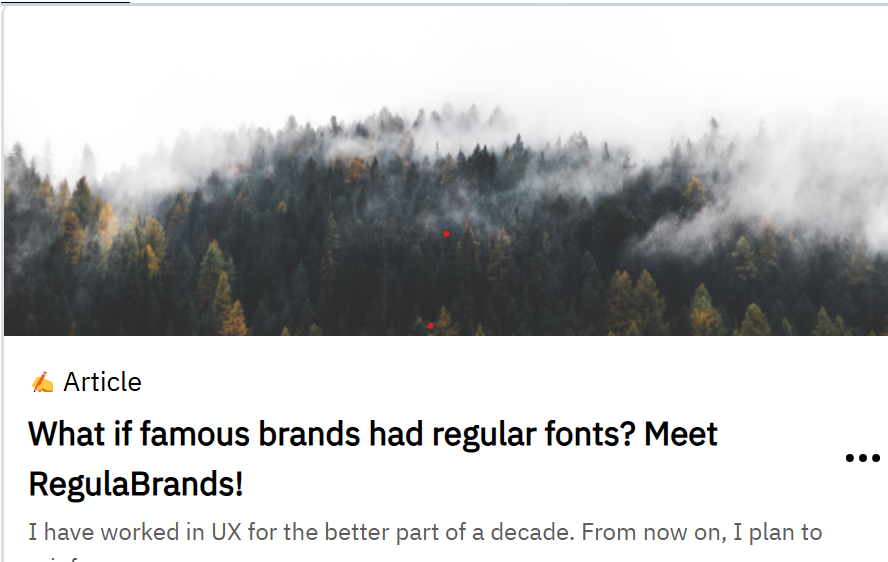 ✍️ Article
What if famous brands had regular fonts? Meet
RegulaBrands!
I have worked in UX for the better part of a decade. From now on, I plan to